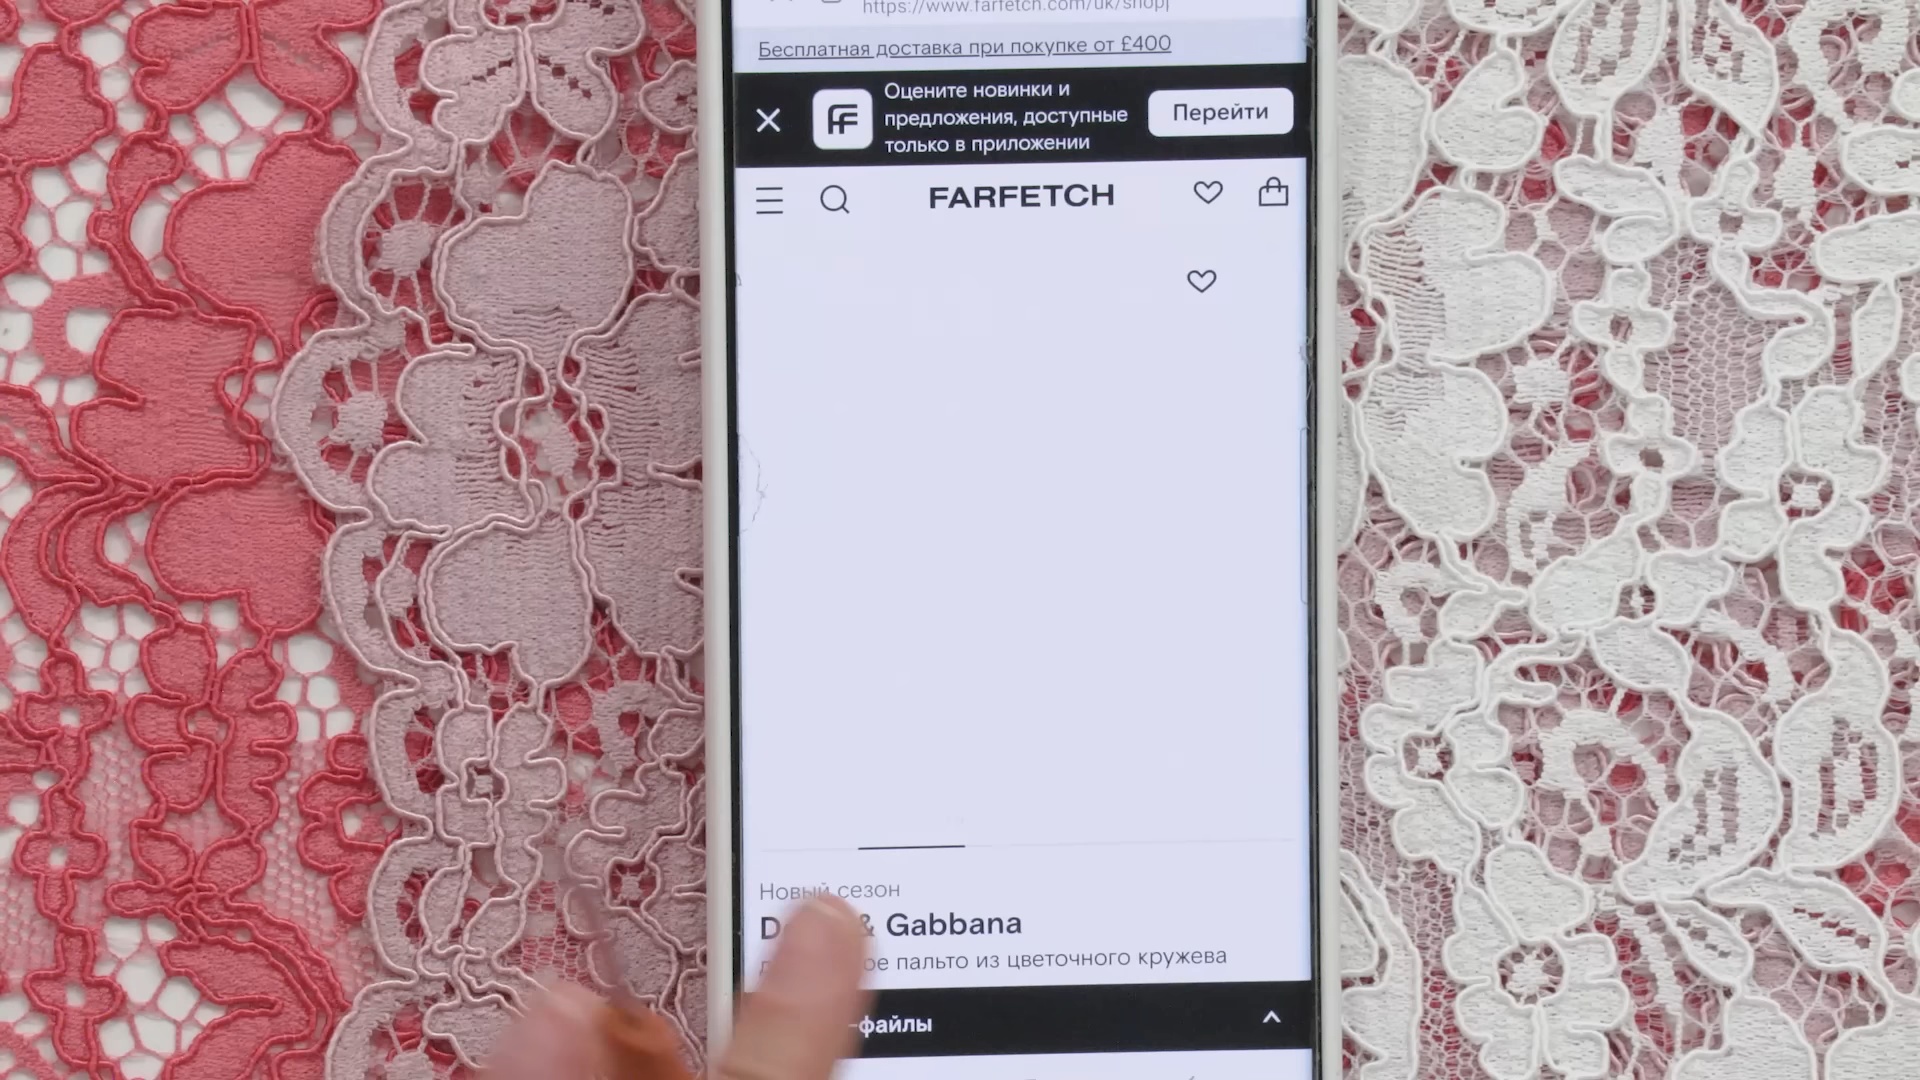 https://www.farfetch.com/uk/shop
Бесплатная доставка при покупке от £400
Оцените новинки и
предложения, доступные
только в приложении
Перейти
FARFETCH
Новый сезон
& Gabbana
пальто из цветочного кружева
-файлы